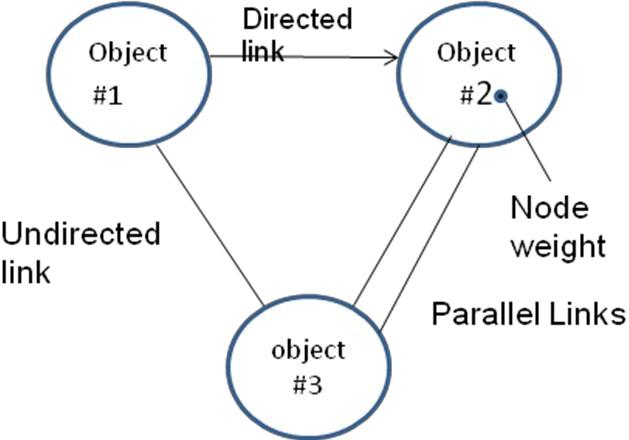 Directed
link
Object
#1
Object
#2
Node
weight
Undirected
link
Parallel Links
object
#3